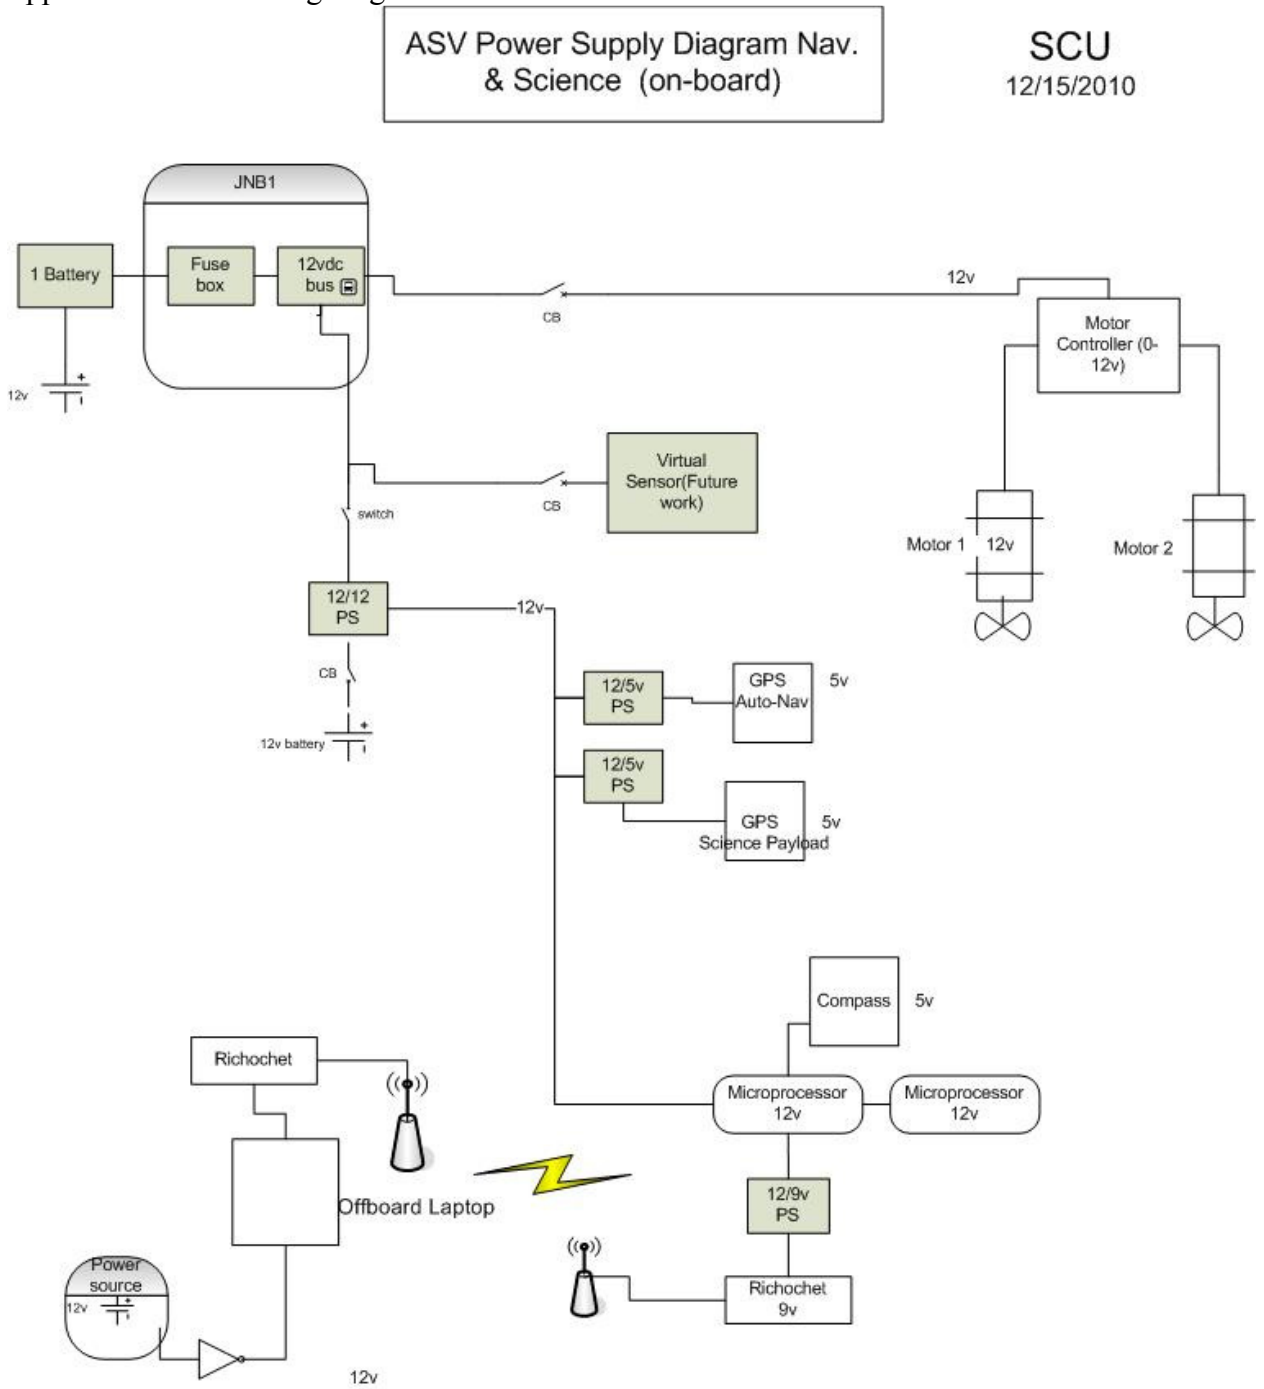 ASV Power Supply Diagram Nav.
& Science (on-board)
SCU
12/15/2010
JNB1
1 Battery
Fuse
box
12vdc
bus
12v
CB
12v
Motor
Controller (0-
12v)
Virtual
Sensor(Future
work)
CB
switch
Motor 1
12v
Motor 2
12/12
PS
12v
CB
12v battery
12/5v
PS
GPS
Auto-Nav
5v
12/5v
PS
GPS
Science Payload
5v
Compass
5v
Richochet
Microprocessor
12v
Microprocessor
12v
Offboard Laptop
12/9v
PS
Power
source
12v
Richochet
9v
12v